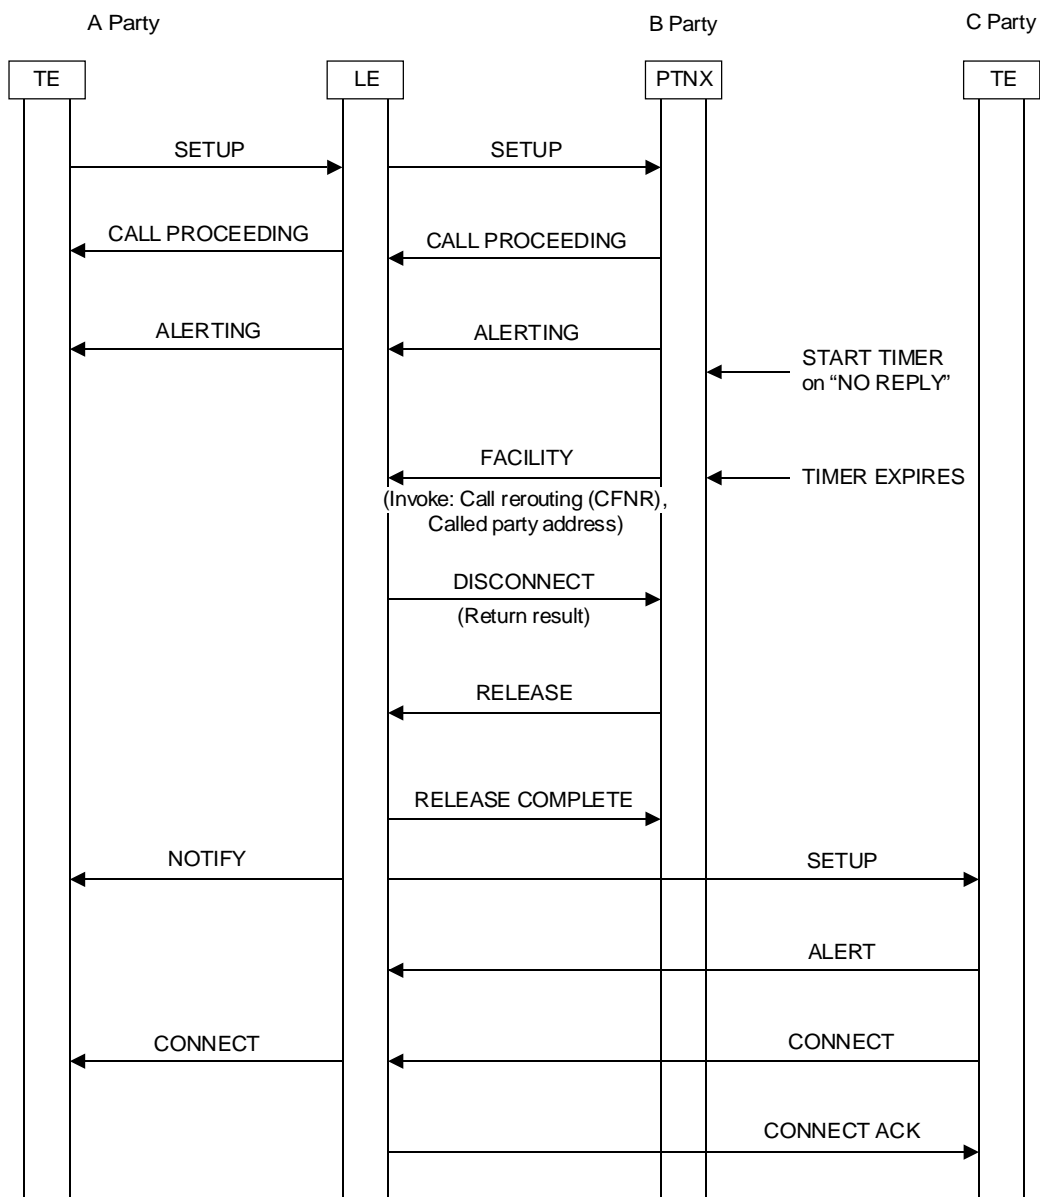 A Party
B Party
C Party
TE
LE
PTNX
TE
SETUP
SETUP
CALL PROCEEDING
CALL PROCEEDING
ALERTING
ALERTING
START TIMER
on “NO REPLY”
FACILITY
TIMER EXPIRES
(Invoke: Call rerouting (CFNR),
Called party address)
DISCONNECT
(Return result)
RELEASE
RELEASE COMPLETE
NOTIFY
SETUP
ALERT
CONNECT
CONNECT
CONNECT ACK